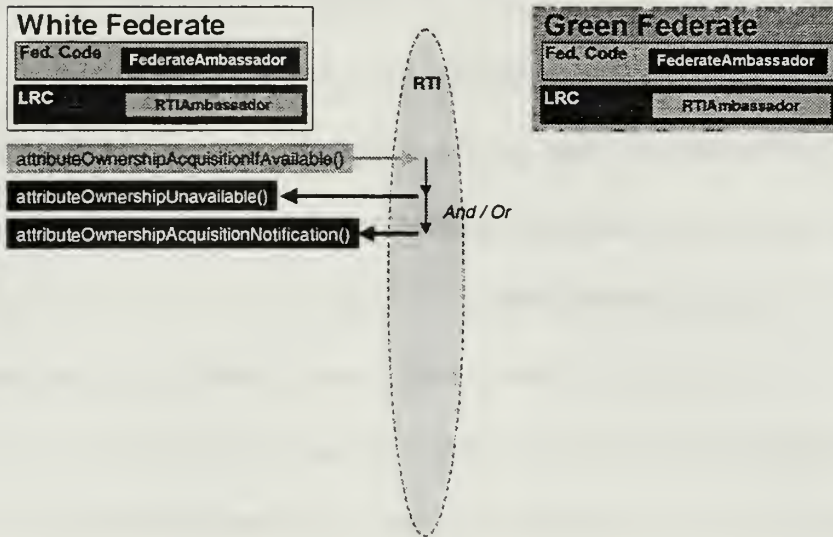 White Federate
Fed. Code
FederateAmbassador
LRC
RTIAmbassador
RTI
Green Federate
Fed. Code
FederateAmbassador
LRC
RTIAmbassador
attributeOwnershipAcquisitionIfAvailable()
attributeOwnershipUnavailable()
And / Or
attributeOwnershipAcquisitionNotification()